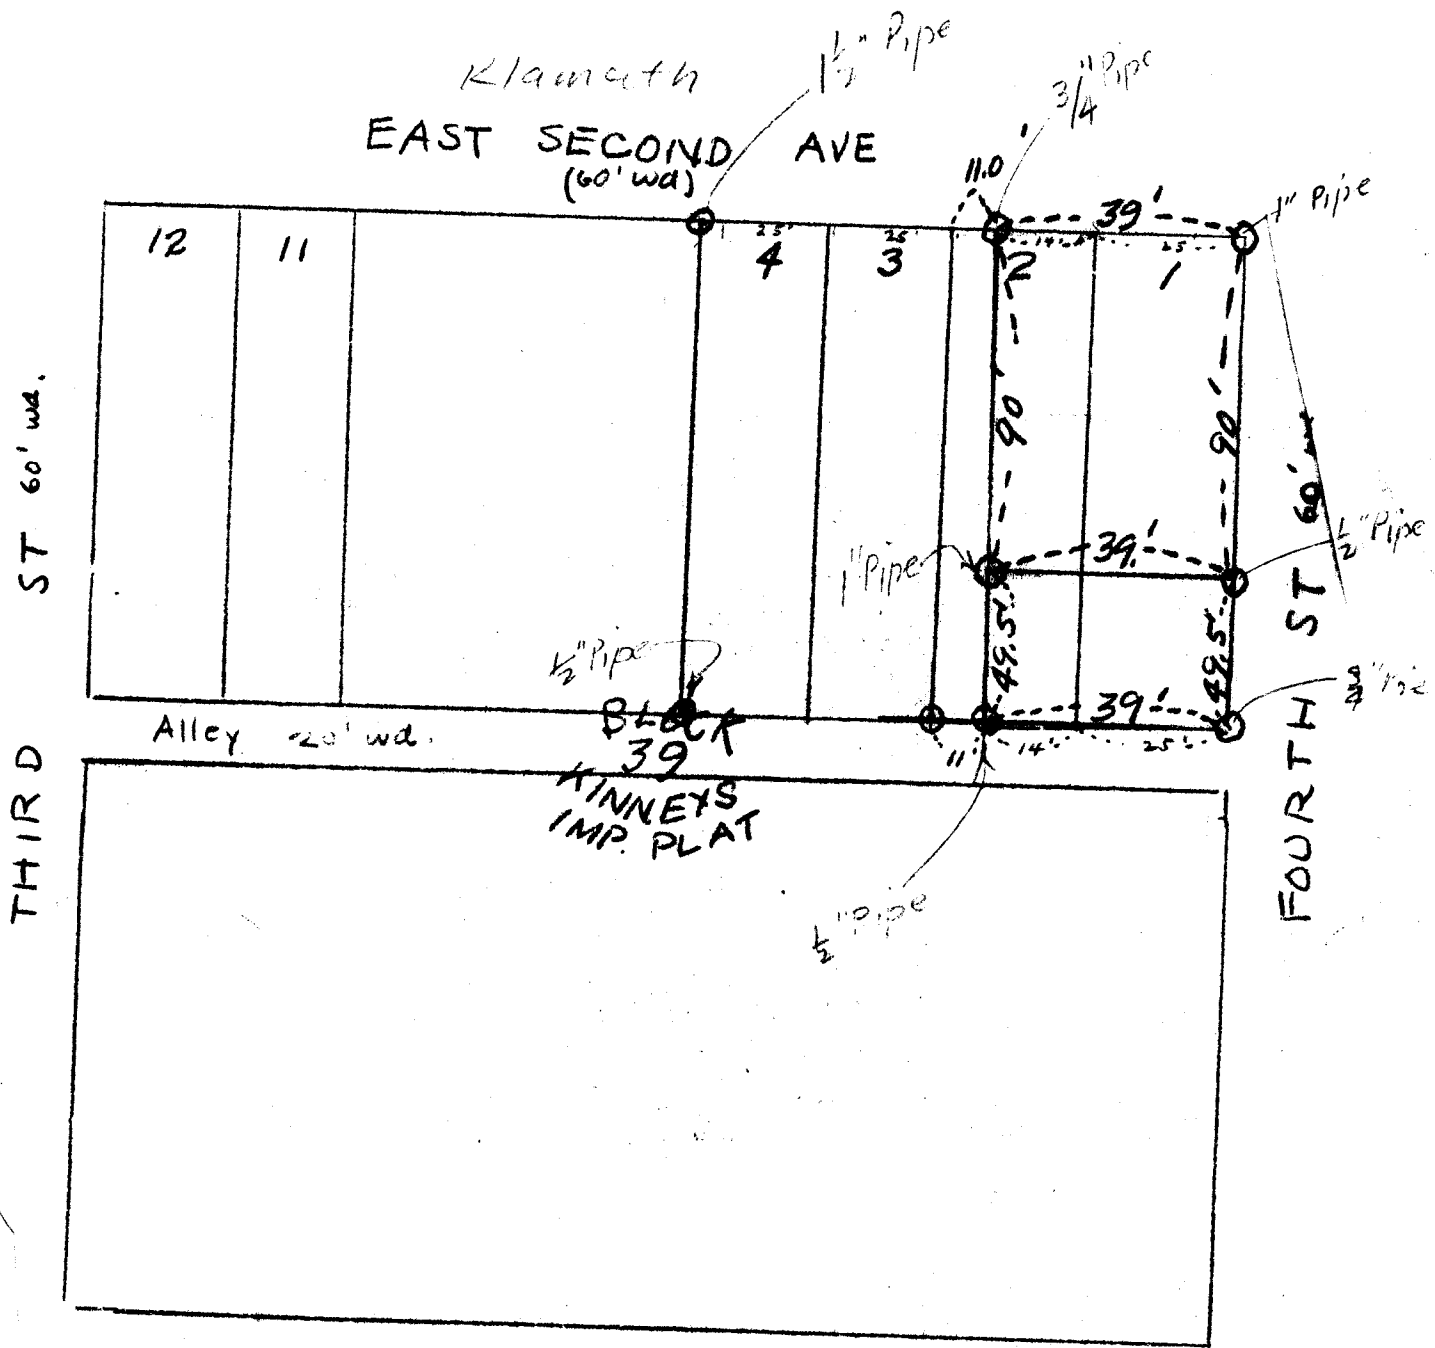 Klamath
1 1/2" Pipe
3/4" Pipe
EAST SECOND AVE
(60' wd)
11.0'
39'
1" Pipe
12
11
25'
4
25'
3
2
14'
25'
1
90'
90'
ST 60' wd.
60' wd
1" Pipe
39'
1/2" Pipe
49.5'
49.5'
1/2" Pipe
BLOCK
39
KINNEYS
IMP. PLAT
Alley 20' wd.
39'
11'
14'
25'
1/2" Pipe
THIRD
FOURTH ST